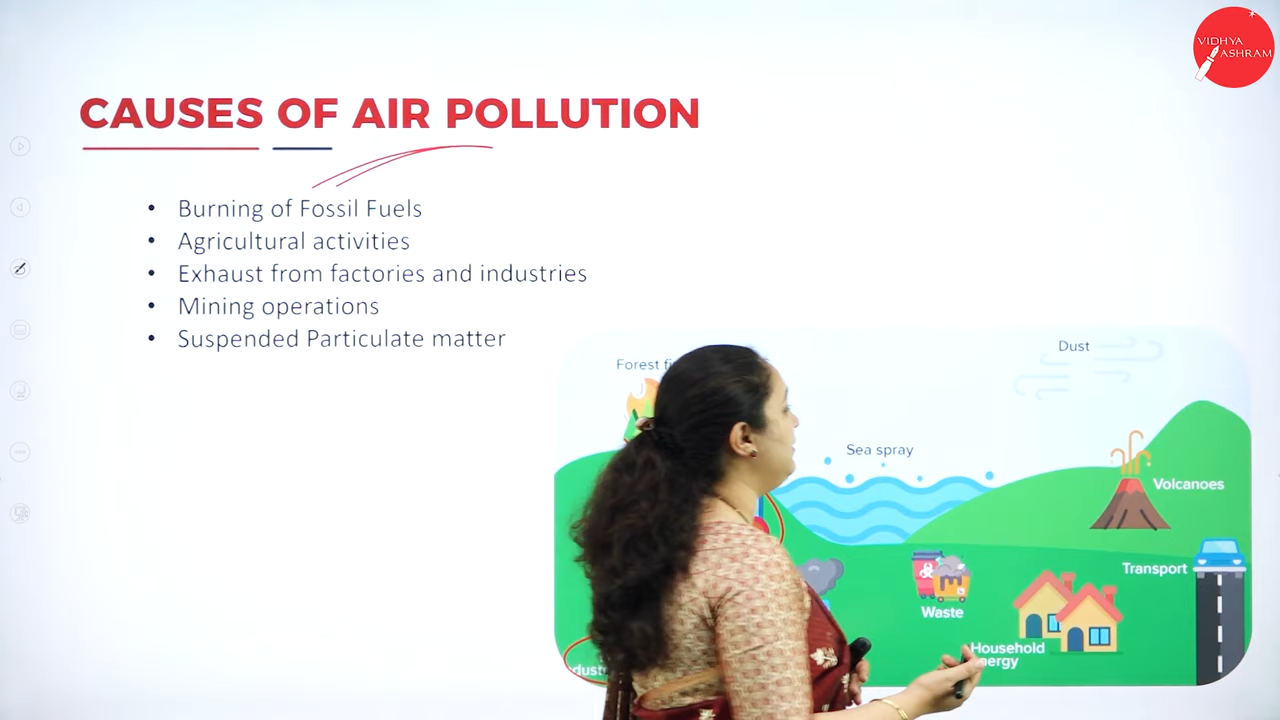 VIDHYA
ASHRAM
CAUSES OF AIR POLLUTION
• Burning of Fossil Fuels
• Agricultural activities
• Exhaust from factories and industries
• Mining operations
• Suspended Particulate matter
Dust
Forest
Sea spray
Volcanoes
Transport
Waste
Household